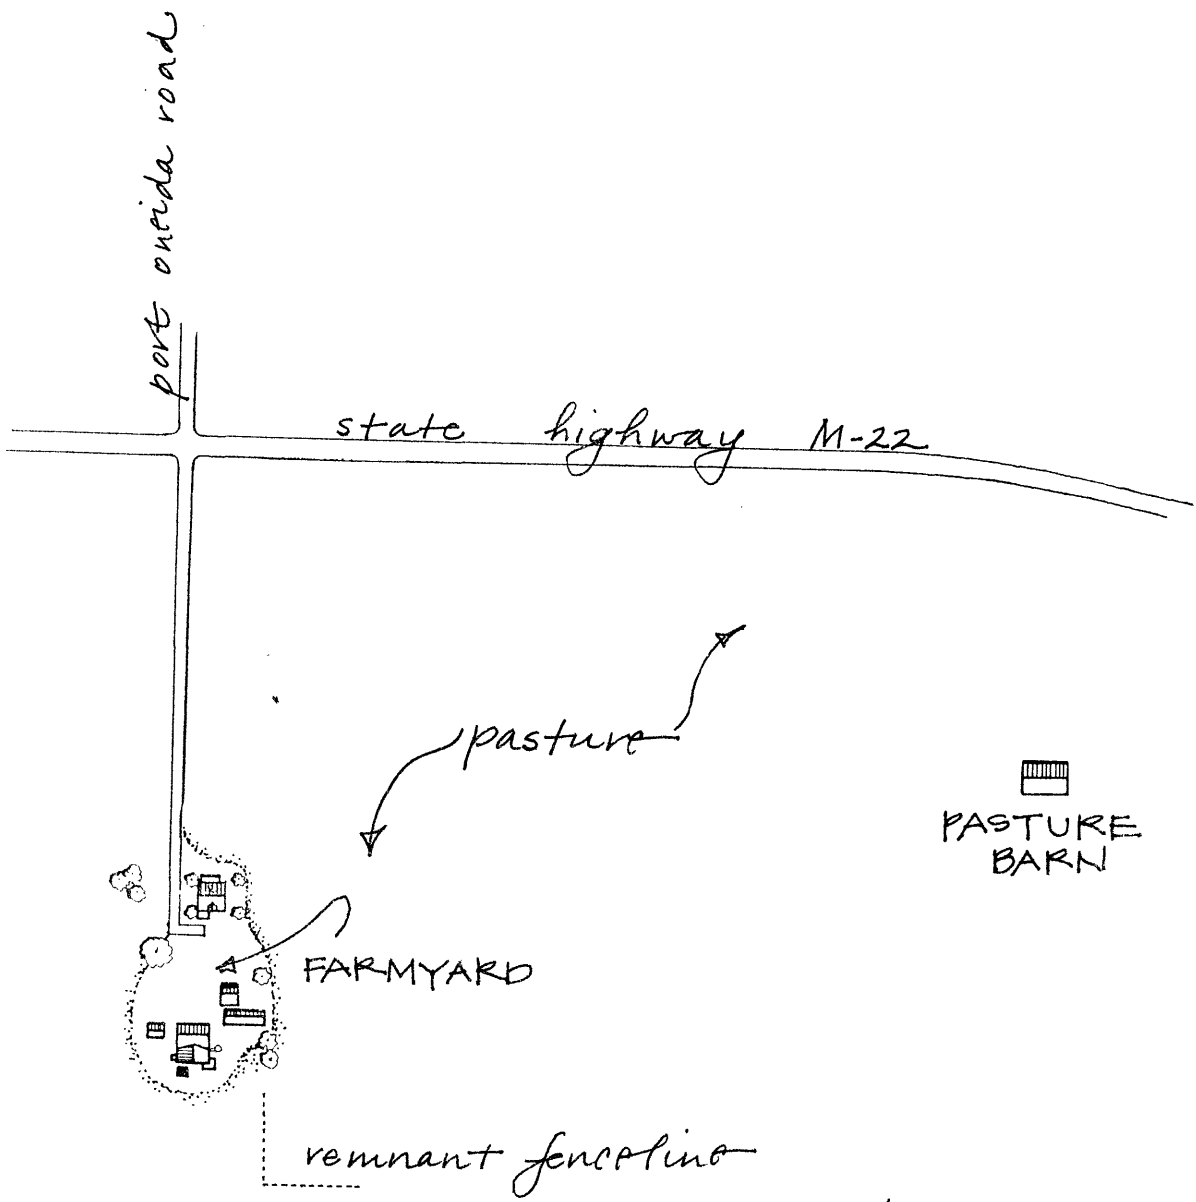 port oneida road
state highway M-22
pasture
PASTURE
BARN
FARMYARD
remnant fenceline